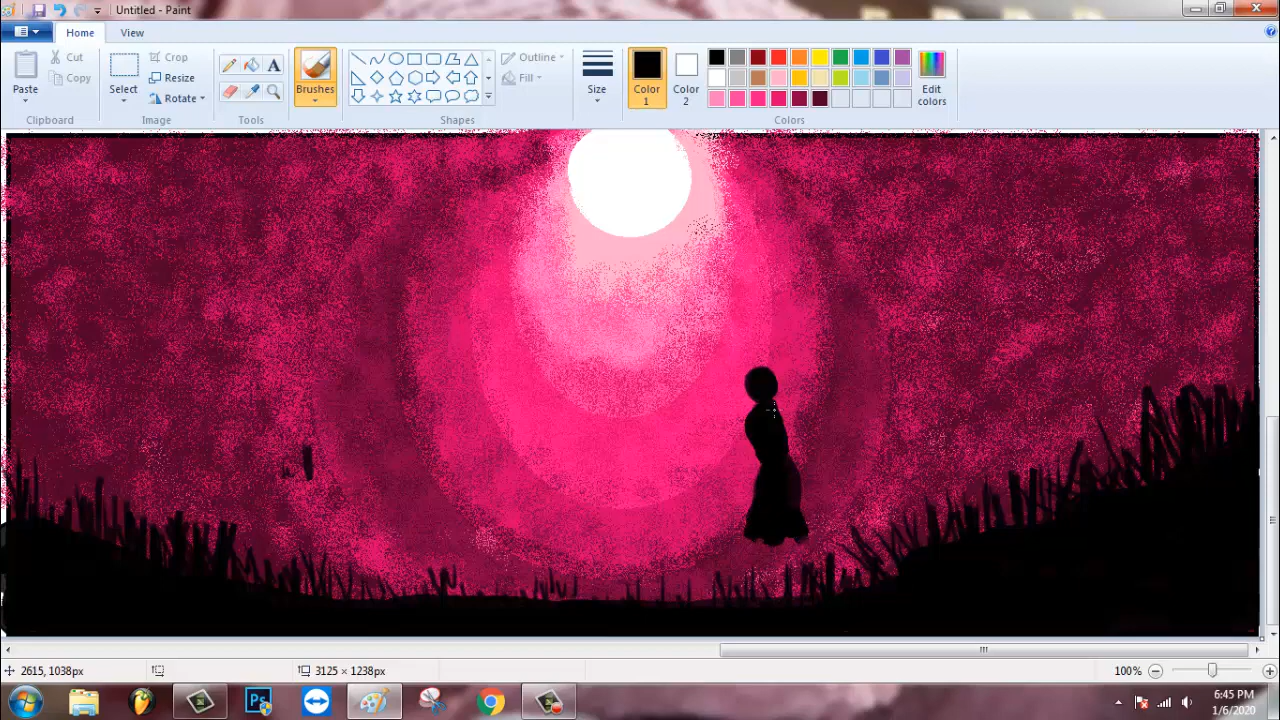 Untitled - Paint
Home View
Paste
Cut
Copy
Select
Crop
Resize
Rotate
A
Brushes
Outline
Fill
Size
Color 1
Color 2
Edit colors
Clipboard
Image
Tools
Shapes
Colors
2615, 1038px
3125 × 1238px
100%
Ps
6:45 PM
1/6/2020